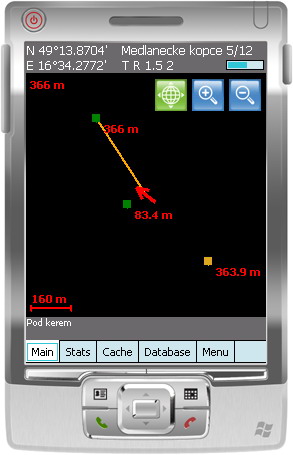 N 49°13.8704' Medlanecke kopce 5/12
E 16°34.2772' T R 1.5 2
366 m
366 m
83.4 m
363.9 m
160 m
Pod kerem
Main Stats Cache Database Menu